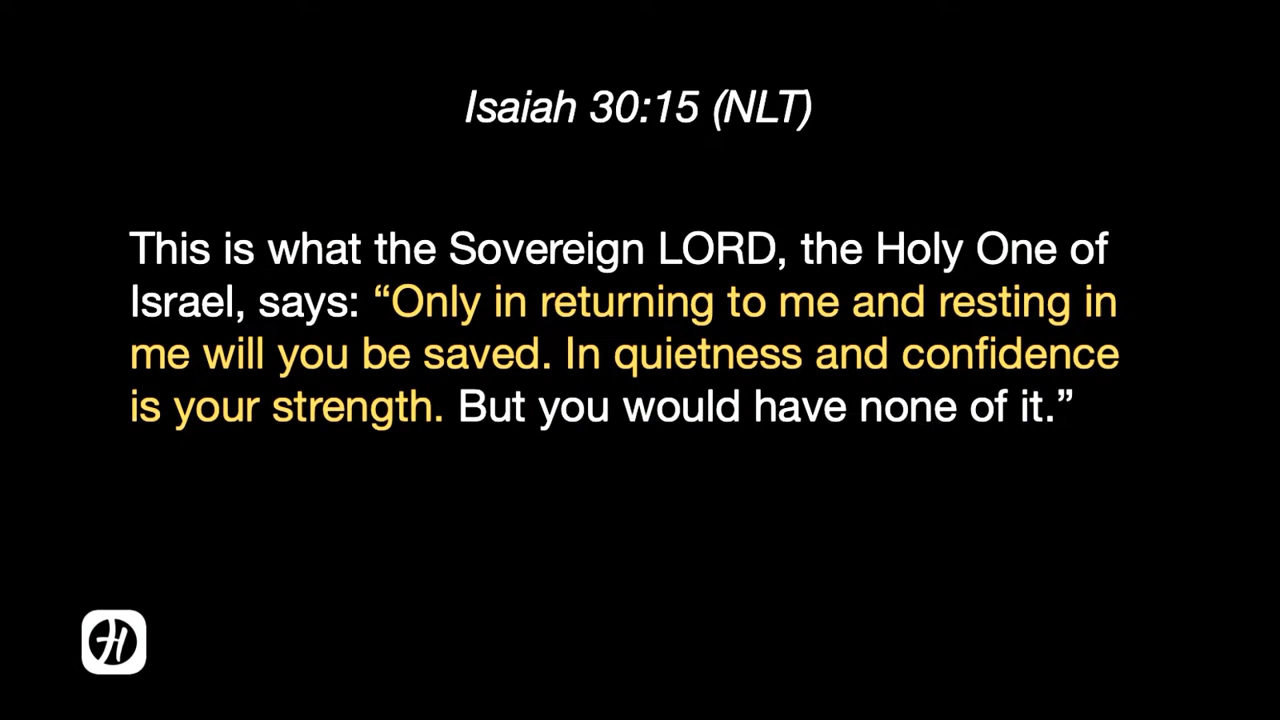 Isaiah 30:15 (NLT)
This is what the Sovereign LORD, the Holy One of
Israel, says: “Only in returning to me and resting in
me will you be saved. In quietness and confidence
is your strength. But you would have none of it.”
H